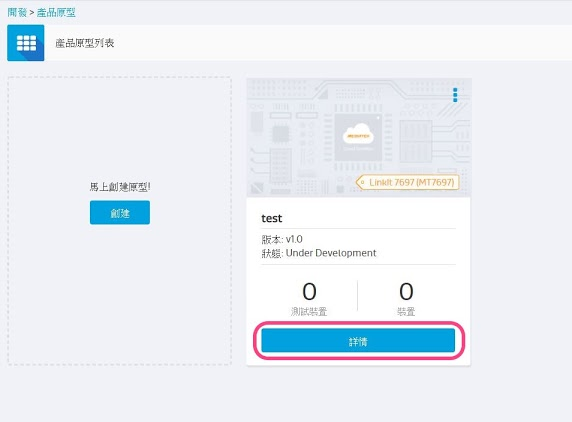 開發 > 產品原型
產品原型列表
馬上創建原型!
創建
LinkIt 7697 (MT7697)
test
版本: v1.0
狀態: Under Development
0
測試裝置
0
裝置
詳情